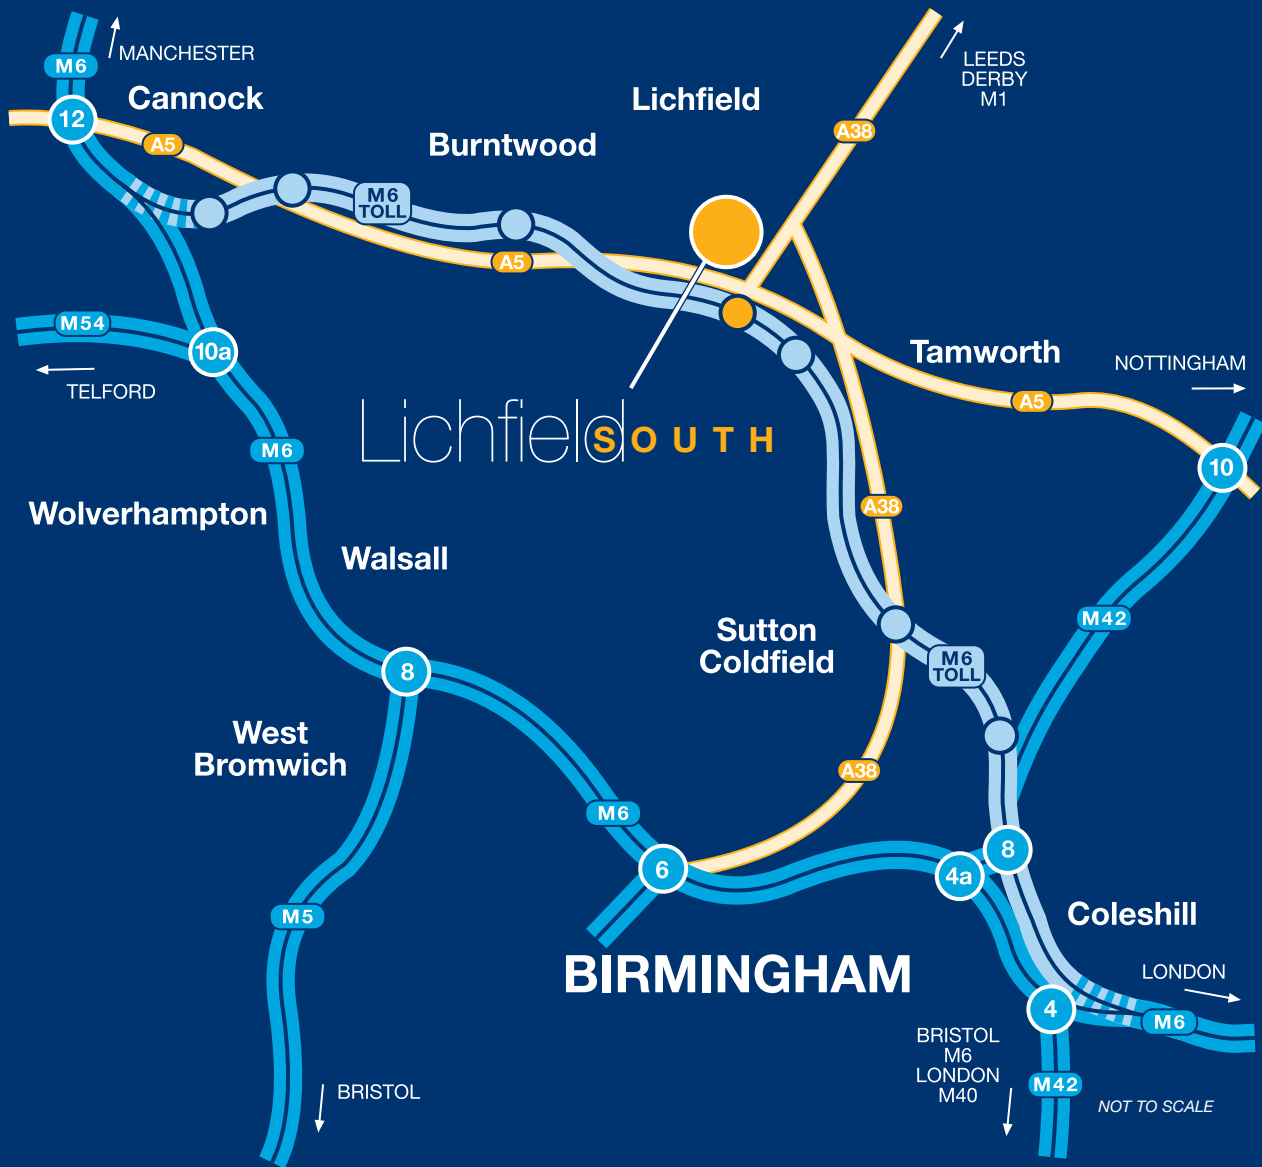 MANCHESTER
M6
Cannock
12
A5
Lichfield
LEEDS
DERBY
M1
A38
Burntwood
M6
TOLL
A5
M54
10a
TELFORD
Tamworth
NOTTINGHAM
A5
LichfieldSOUTH
M6
10
Wolverhampton
A38
Walsall
M42
Sutton
Coldfield
M6
TOLL
8
West
Bromwich
A38
M6
6
4a
8
M5
Coleshill
BIRMINGHAM
LONDON
4
M6
BRISTOL
M6
LONDON
M40
M42
BRISTOL
NOT TO SCALE